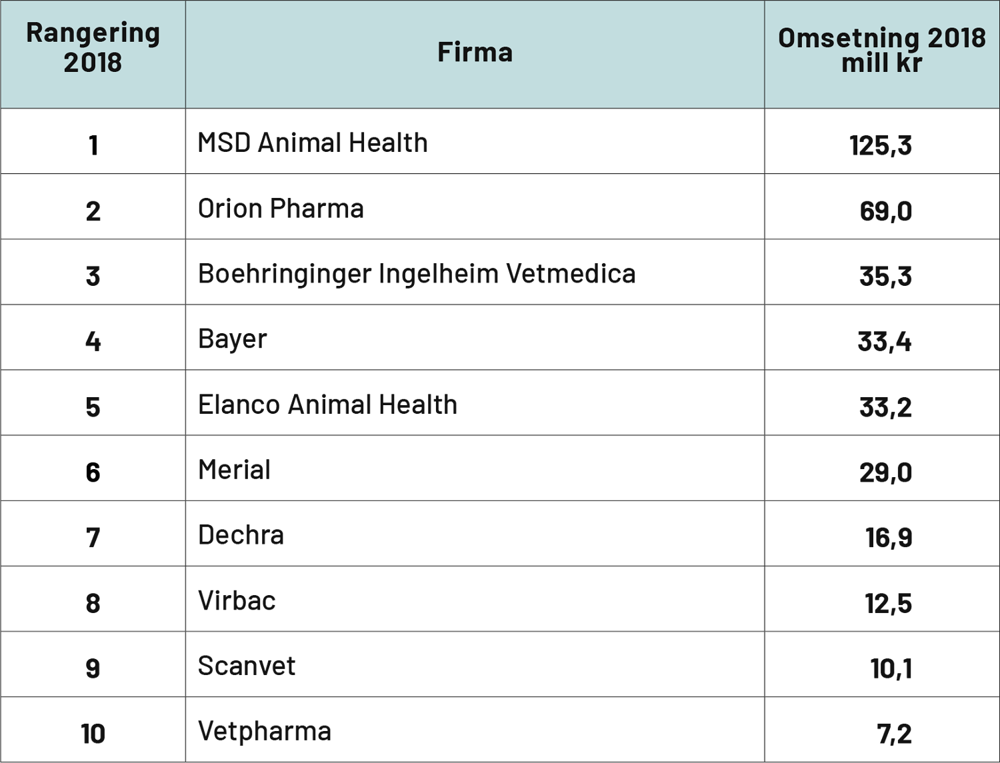 Rangering
2018
Firma
Omsetning 2018
mill kr
1 MSD Animal Health 125,3
2 Orion Pharma 69,0
3 Boehringinger Ingelheim Vetmedica 35,3
4 Bayer 33,4
5 Elanco Animal Health 33,2
6 Merial 29,0
7 Dechra 16,9
8 Virbac 12,5
9 Scanvet 10,1
10 Vetpharma 7,2